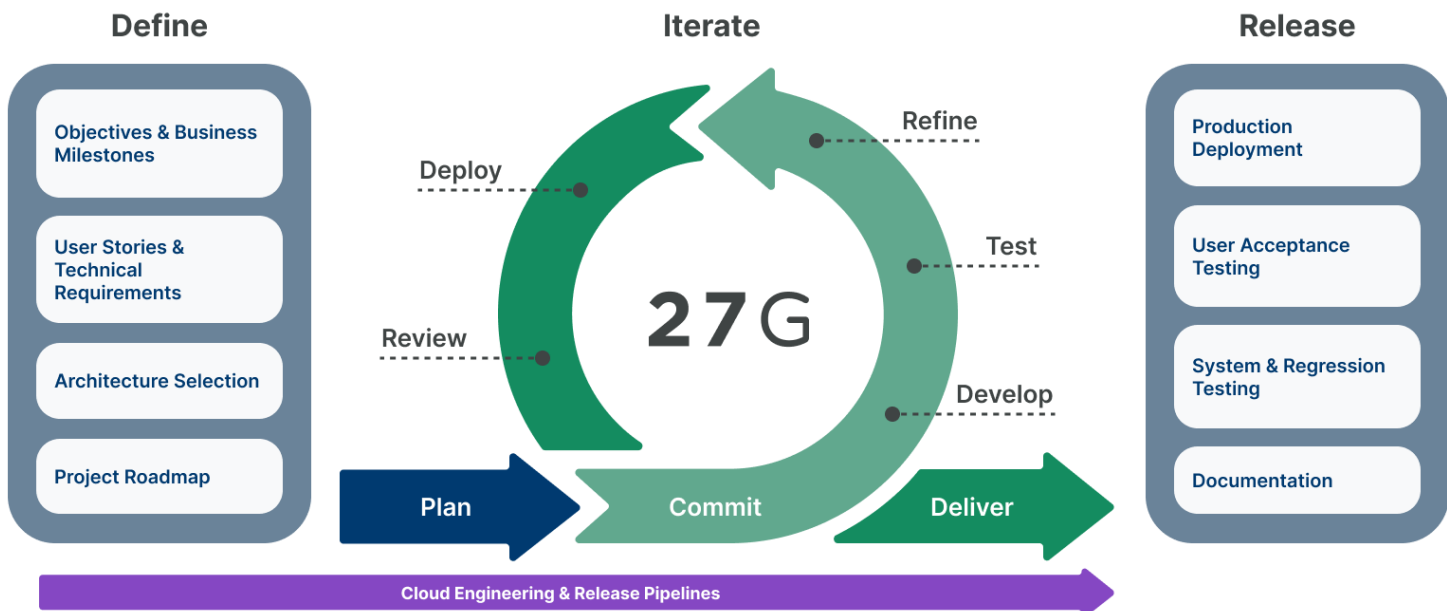 Define
Objectives & Business
Milestones
User Stories &
Technical
Requirements
Architecture Selection
Project Roadmap
Iterate
Refine
Deploy
Test
27G
Review
Develop
Plan
Commit
Deliver
Cloud Engineering & Release Pipelines
Release
Production
Deployment
User Acceptance
Testing
System & Regression
Testing
Documentation